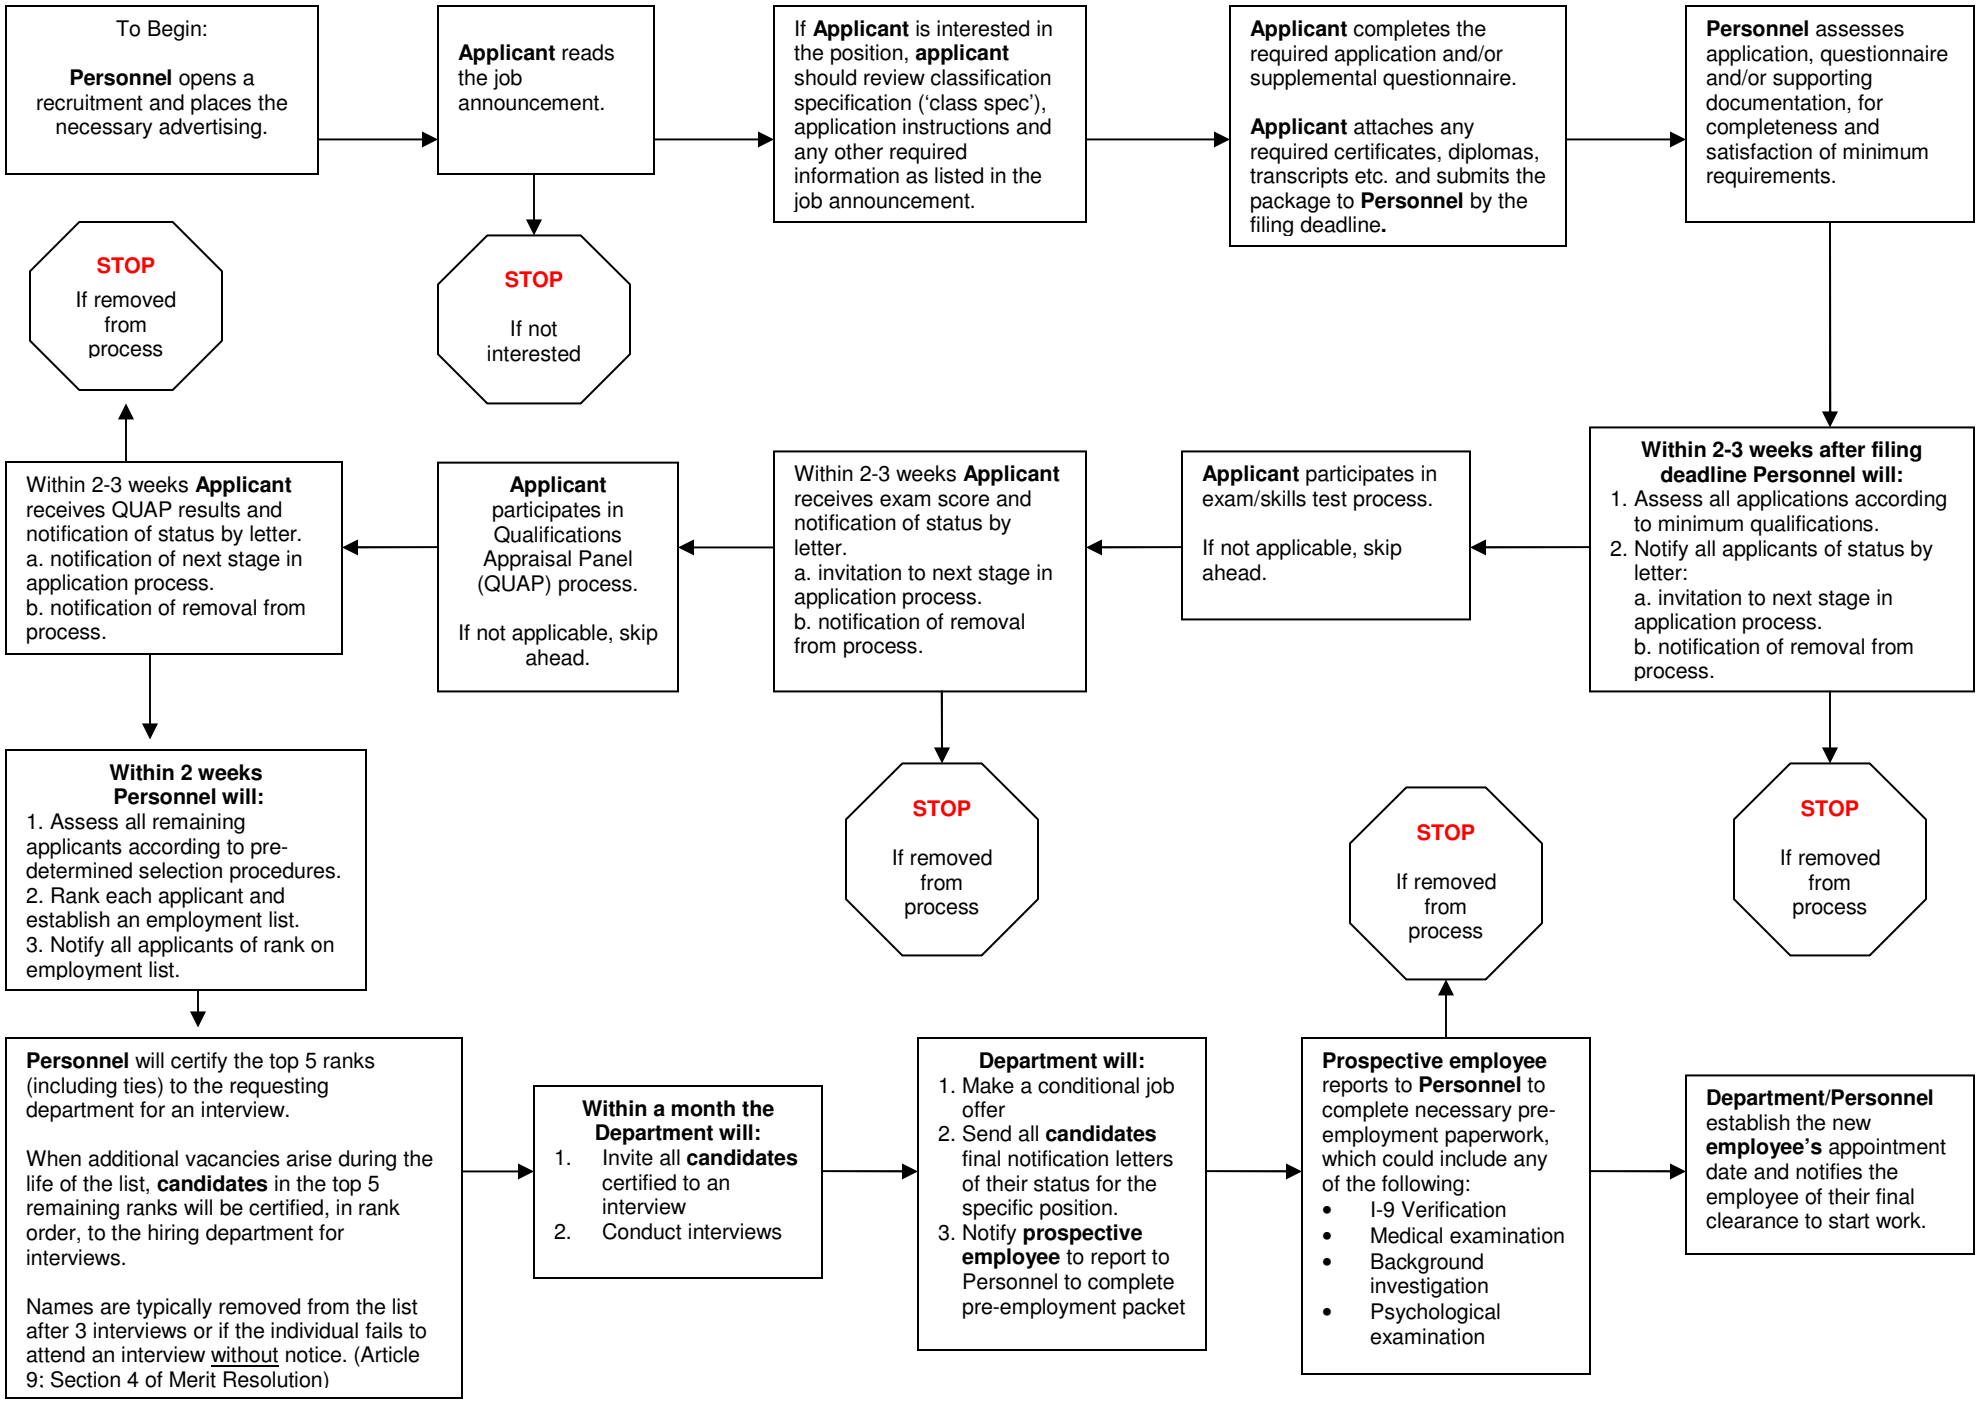 To Begin:
Personnel opens a
recruitment and places the
necessary advertising.
Applicant reads
the job
announcement.
If Applicant is interested in
the position, applicant
should review classification
specification (‘class spec’),
application instructions and
any other required
information as listed in the
job announcement.
Applicant completes the
required application and/or
supplemental questionnaire.
Applicant attaches any
required certificates, diplomas,
transcripts etc. and submits the
package to Personnel by the
filing deadline.
Personnel assesses
application, questionnaire
and/or supporting
documentation, for
completeness and
satisfaction of minimum
requirements.
STOP
If removed
from
process
STOP
If not
interested
Within 2-3 weeks after filing
deadline Personnel will:
1. Assess all applications according
to minimum qualifications.
2. Notify all applicants of status by
letter:
a. invitation to next stage in
application process.
b. notification of removal from
process.
Applicant participates in
exam/skills test process.
If not applicable, skip
ahead.
Within 2-3 weeks Applicant
receives exam score and
notification of status by
letter.
a. invitation to next stage in
application process.
b. notification of removal
from process.
Applicant
participates in
Qualifications
Appraisal Panel
(QUAP) process.
If not applicable, skip
ahead.
Within 2-3 weeks Applicant
receives QUAP results and
notification of status by letter.
a. notification of next stage in
application process.
b. notification of removal from
process.
STOP
If removed
from
process
STOP
If removed
from
process
STOP
If removed
from
process
Within 2 weeks
Personnel will:
1. Assess all remaining
applicants according to pre-
determined selection procedures.
2. Rank each applicant and
establish an employment list.
3. Notify all applicants of rank on
employment list.
Personnel will certify the top 5 ranks
(including ties) to the requesting
department for an interview.
When additional vacancies arise during the
life of the list, candidates in the top 5
remaining ranks will be certified, in rank
order, to the hiring department for
interviews.
Names are typically removed from the list
after 3 interviews or if the individual fails to
attend an interview without notice. (Article
9: Section 4 of Merit Resolution)
Within a month the
Department will:
1. Invite all candidates
certified to an
interview
2. Conduct interviews
Department will:
1. Make a conditional job
offer
2. Send all candidates
final notification letters
of their status for the
specific position.
3. Notify prospective
employee to report to
Personnel to complete
pre-employment packet
Prospective employee
reports to Personnel to
complete necessary pre-
employment paperwork,
which could include any
of the following:
• I-9 Verification
• Medical examination
• Background
investigation
• Psychological
examination
Department/Personnel
establish the new
employee’s appointment
date and notifies the
employee of their final
clearance to start work.